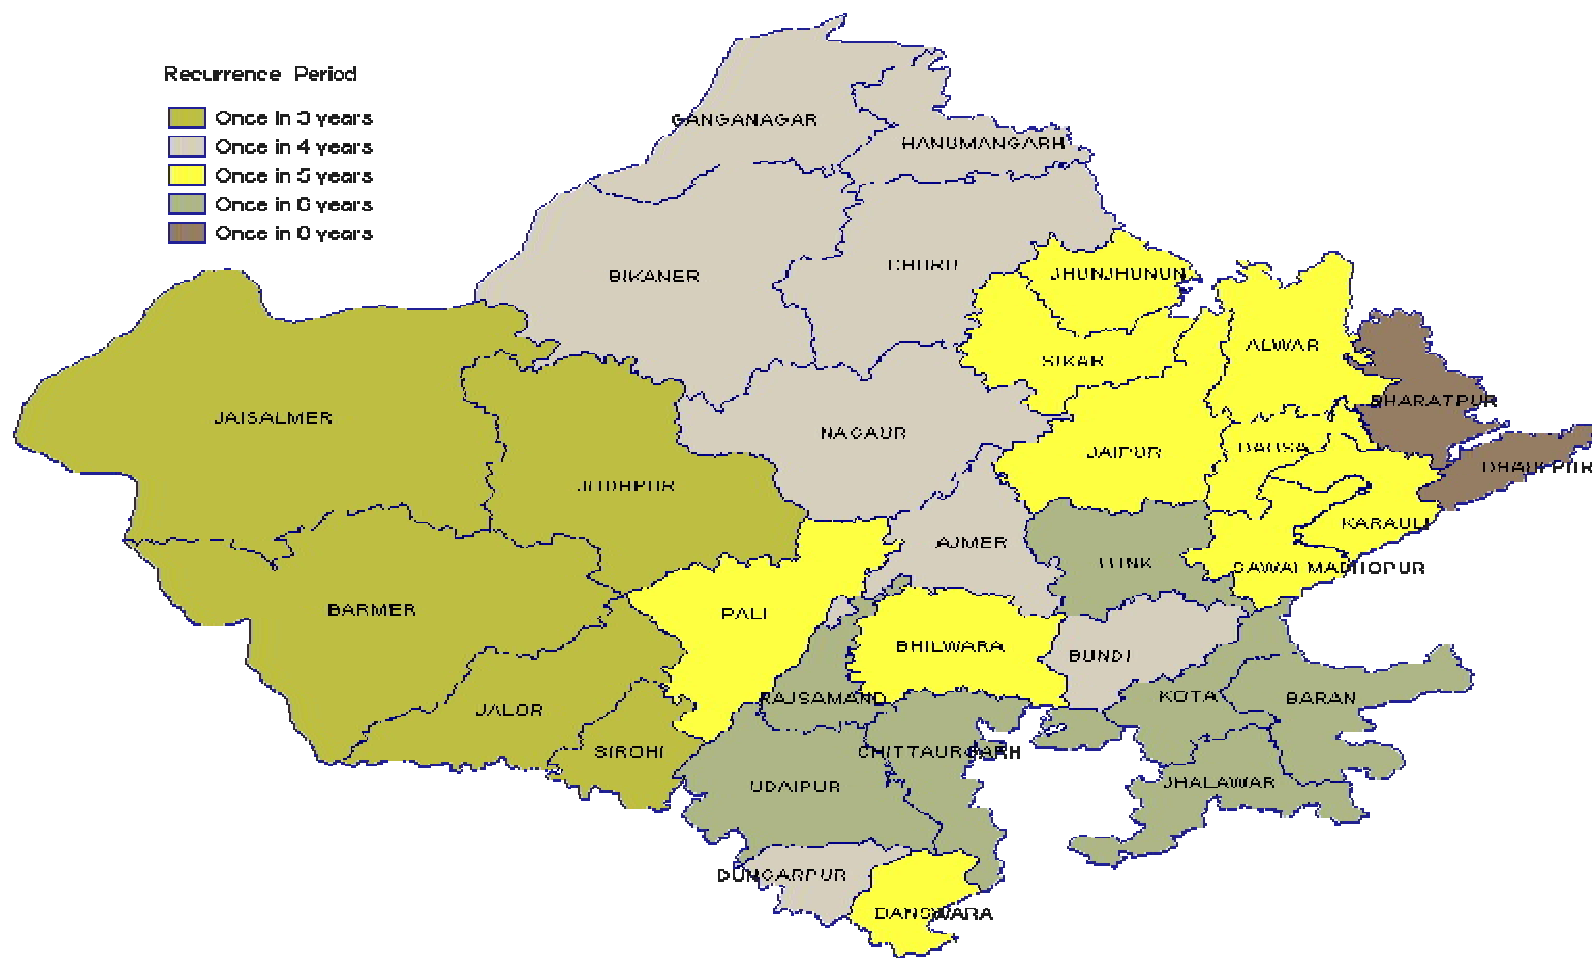 Recurrence Period
Once in 3 years
Once in 4 years
Once in 5 years
Once in 6 years
Once in years
GANGANAGAR
HANUMANGARH
BIKANER
CHURU
JHUNJHUNUN
SIKAR
ALWAR
JAISALMER
BHARATPUR
NAGAUR
JAIPUR
DAUSA
DHAULPUR
JODHPUR
KARAULI
AJMER
TONK
SAWAI MADHOPUR
BARMER
PALI
BHILWARA
BUNDI
RAJSAMAND
KOTA
BARAN
JALOR
SIROHI
CHITTAURGARH
UDAIPUR
JHALAWAR
DUNGARPUR
BANSWARA